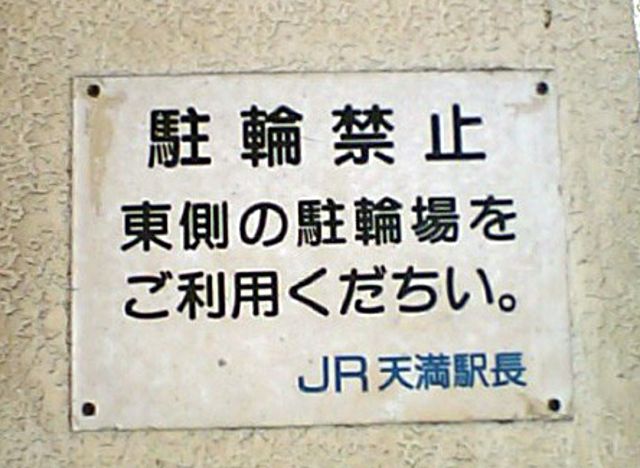 駐輪禁止
東側の駐輪場を
ご利用くだちい。
JR天満駅長